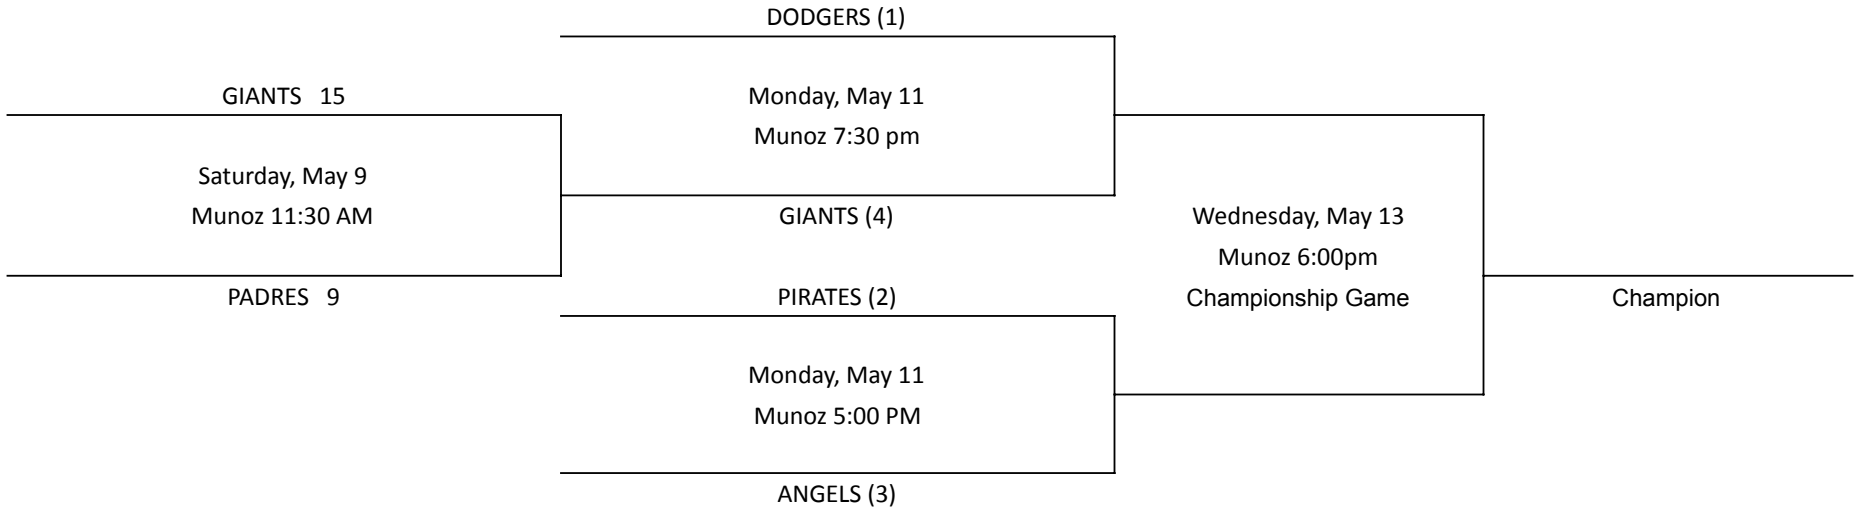 DODGERS (1)
GIANTS 15
Monday, May 11
Munoz 7:30 pm
Saturday, May 9
Munoz 11:30 AM
GIANTS (4)
Wednesday, May 13
Munoz 6:00pm
Championship Game
PADRES 9
PIRATES (2)
Champion
Monday, May 11
Munoz 5:00 PM
ANGELS (3)